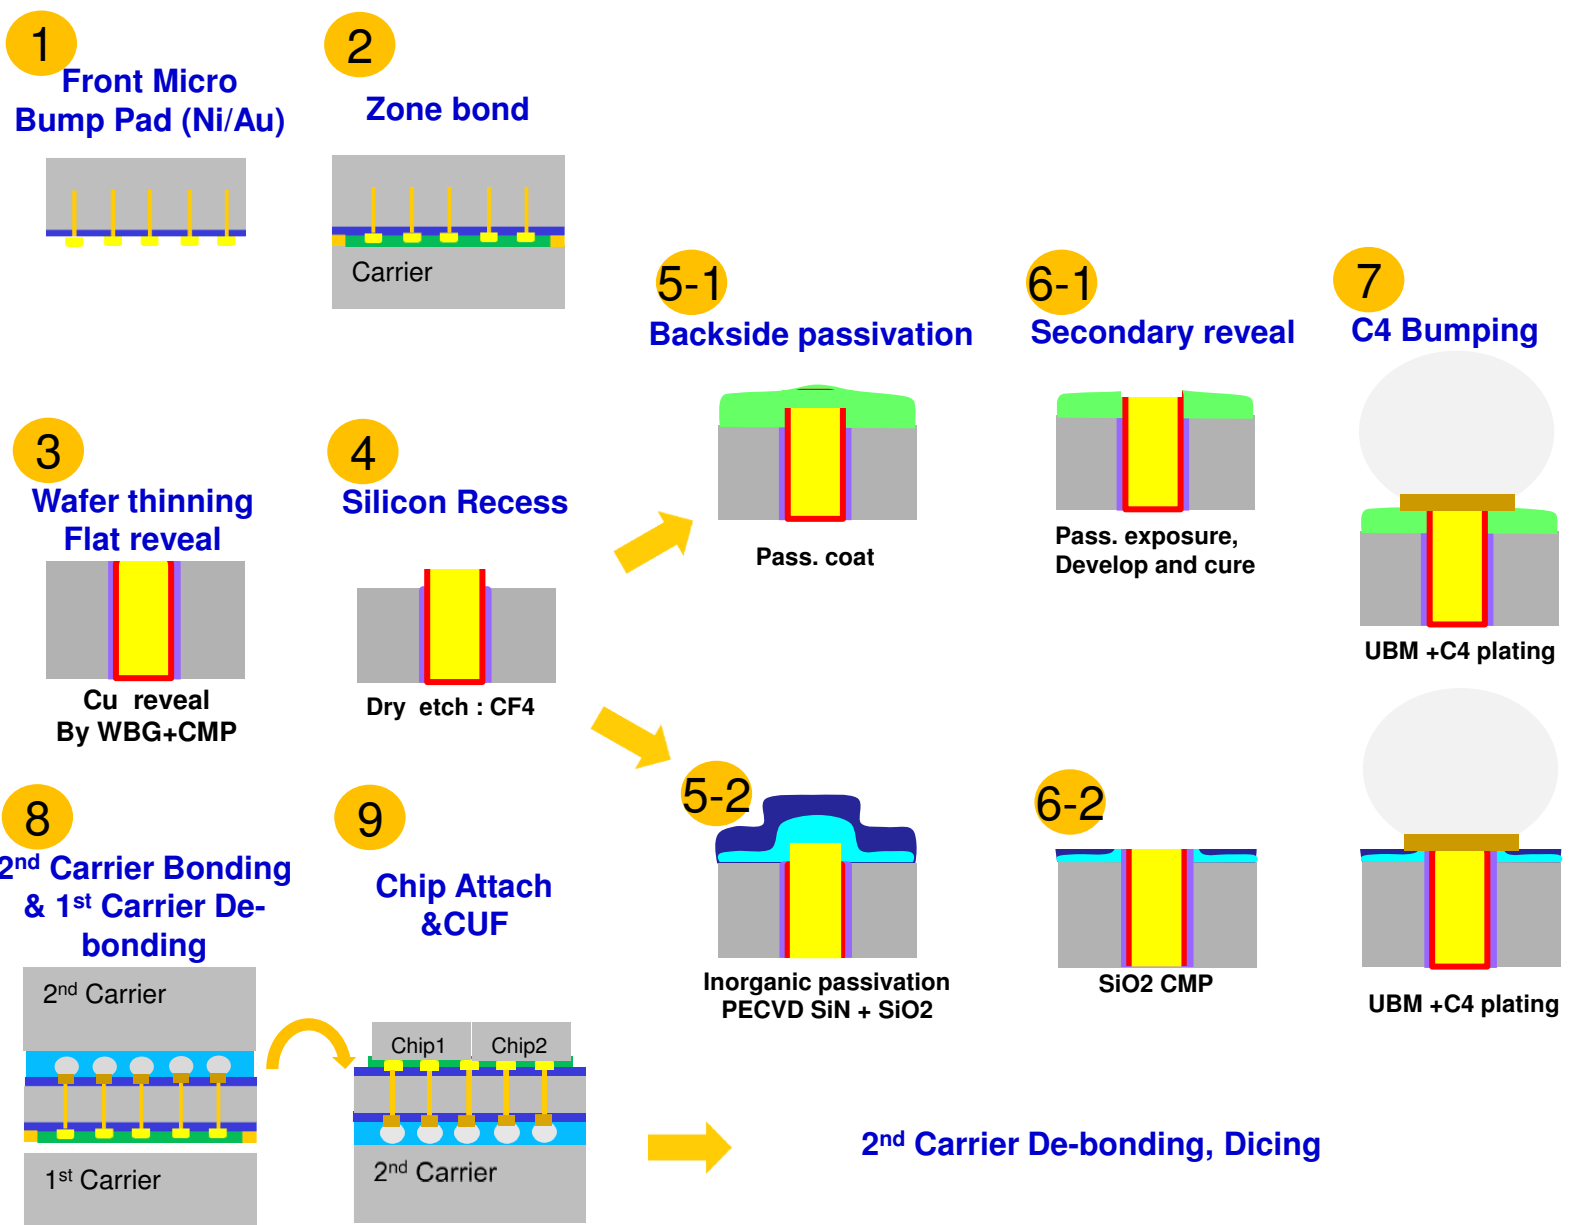 1
Front Micro
Bump Pad (Ni/Au)
2
Zone bond
Carrier
3
Wafer thinning
Flat reveal
Cu reveal
By WBG+CMP
4
Silicon Recess
Dry etch : CF4
5-1
Backside passivation
Pass. coat
6-1
Secondary reveal
Pass. exposure,
Develop and cure
7
C4 Bumping
UBM +C4 plating
5-2
Inorganic passivation
PECVD SiN + SiO2
6-2
SiO2 CMP
UBM +C4 plating
8
2nd Carrier Bonding
& 1st Carrier De-
bonding
2nd Carrier
1st Carrier
9
Chip Attach
&CUF
Chip1
Chip2
2nd Carrier
2nd Carrier De-bonding, Dicing